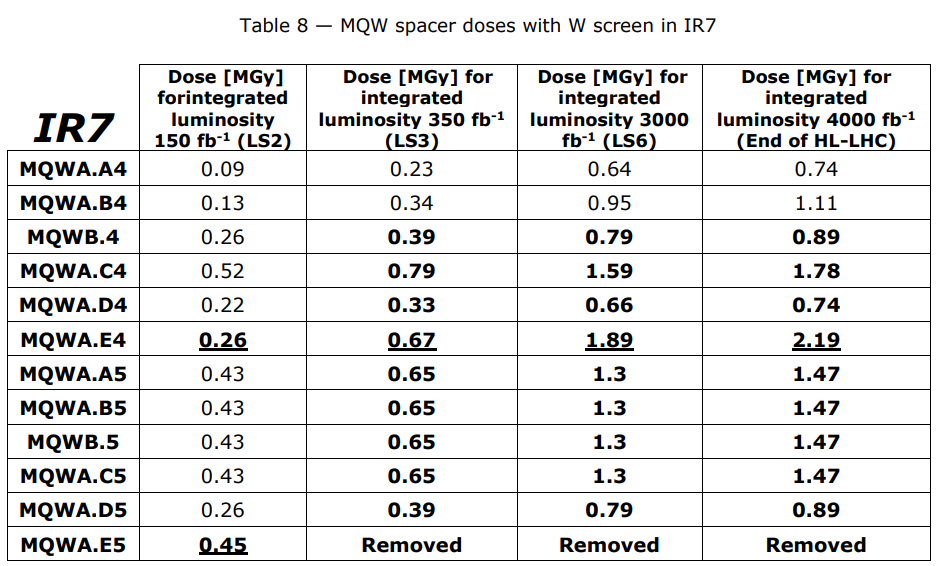 Table 8 — MQW spacer doses with W screen in IR7
IR7 | Dose [MGy] forintegrated luminosity 150 fb-1 (LS2) | Dose [MGy] for integrated luminosity 350 fb-1 (LS3) | Dose [MGy] for integrated luminosity 3000 fb-1 (LS6) | Dose [MGy] for integrated luminosity 4000 fb-1 (End of HL-LHC)
MQWA.A4 | 0.09 | 0.23 | 0.64 | 0.74
MQWA.B4 | 0.13 | 0.34 | 0.95 | 1.11
MQWB.4 | 0.26 | 0.39 | 0.79 | 0.89
MQWA.C4 | 0.52 | 0.79 | 1.59 | 1.78
MQWA.D4 | 0.22 | 0.33 | 0.66 | 0.74
MQWA.E4 | 0.26 | 0.67 | 1.89 | 2.19
MQWA.A5 | 0.43 | 0.65 | 1.3 | 1.47
MQWA.B5 | 0.43 | 0.65 | 1.3 | 1.47
MQWB.5 | 0.43 | 0.65 | 1.3 | 1.47
MQWA.C5 | 0.43 | 0.65 | 1.3 | 1.47
MQWA.D5 | 0.26 | 0.39 | 0.79 | 0.89
MQWA.E5 | 0.45 | Removed | Removed | Removed